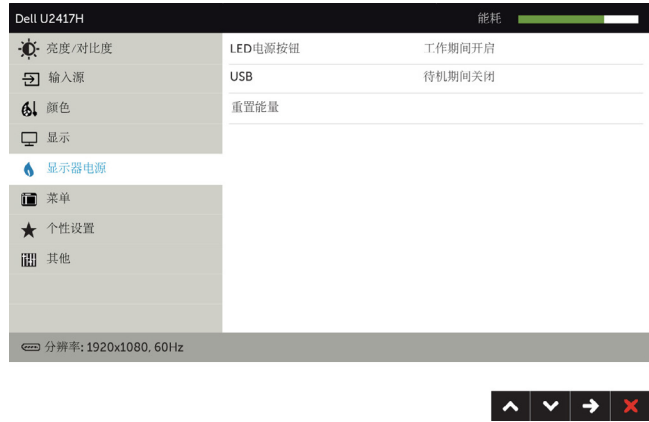 Dell U2417H 能耗
亮度/对比度 LED电源按钮 工作期间开启
输入源 USB 待机期间关闭
颜色 重置能量
显示
显示器电源
菜单
个性设置
其他
分辨率: 1920x1080, 60Hz